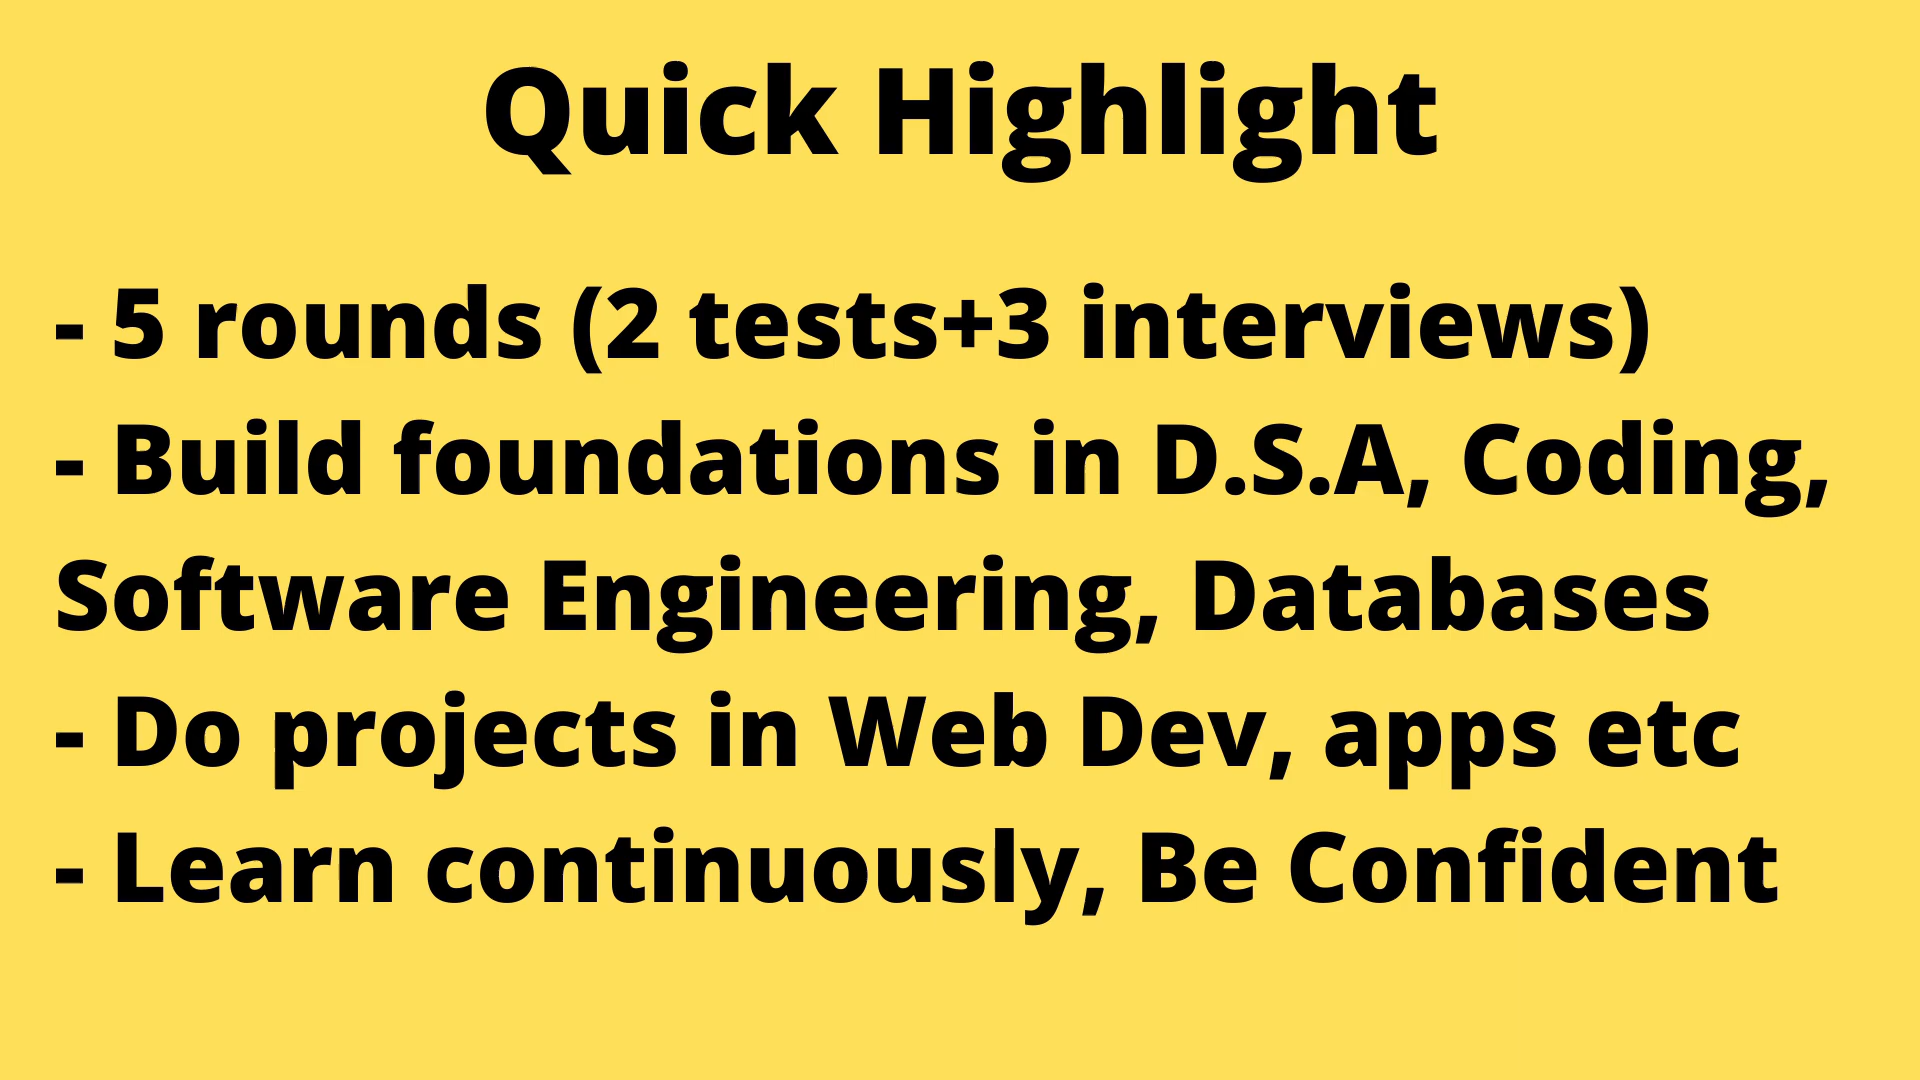 Quick Highlight
- 5 rounds (2 tests+3 interviews)
- Build foundations in D.S.A, Coding,
Software Engineering, Databases
- Do projects in Web Dev, apps etc
- Learn continuously, Be Confident